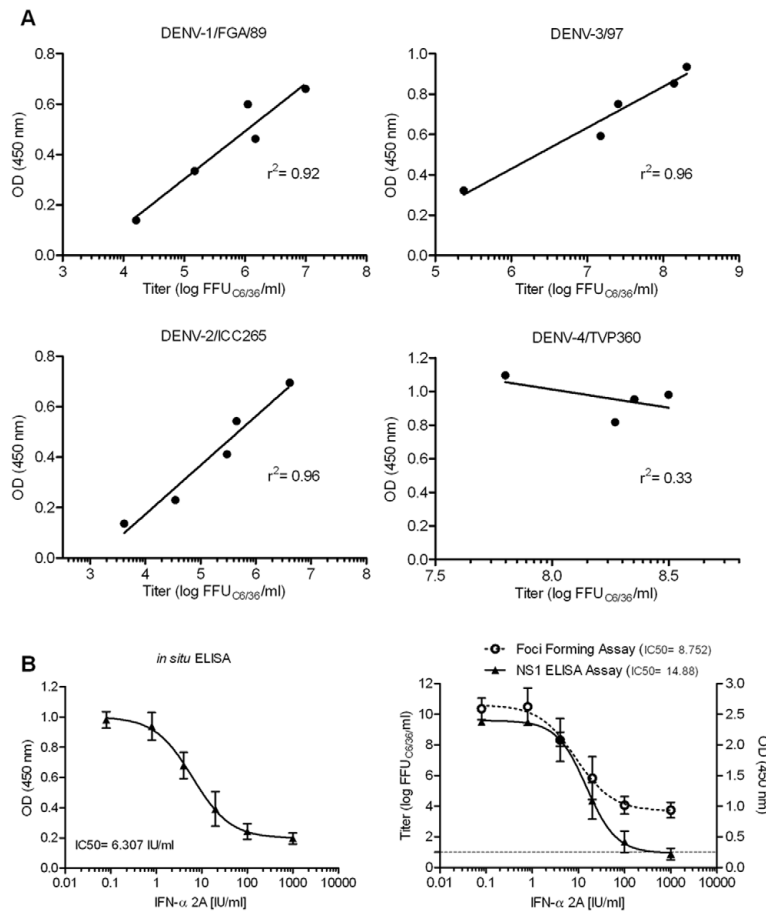 A
DENV-1/FGA/89
OD (450 nm)
0.8
0.6
0.4
0.2
0.0
r2= 0.92
3 4 5 6 7 8
Titer (log FFUC6/36/ml)
DENV-3/97
OD (450 nm)
1.0
0.8
0.6
0.4
0.2
0.0
r2= 0.96
5 6 7 8 9
Titer (log FFUC6/36/ml)
DENV-2/ICC265
OD (450 nm)
0.8
0.6
0.4
0.2
0.0
r2= 0.96
3 4 5 6 7 8
Titer (log FFUC6/36/ml)
DENV-4/TVP360
OD (450 nm)
1.2
1.0
0.8
0.6
0.4
0.2
0.0
r2= 0.33
7.5 8.0 8.5
Titer (log FFUC6/36/ml)
B
in situ ELISA
OD (450 nm)
1.2
1.0
0.8
0.6
0.4
0.2
0.0
IC50= 6.307 IU/ml
0.01 0.1 1 10 100 1000 10000
IFN-α 2A [IU/ml]
Foci Forming Assay (IC50= 8.752)
NS1 ELISA Assay (IC50= 14.88)
Titer (log FFUC6/36/ml)
12
10
8
6
4
2
0
3.0
2.5
2.0
1.5
1.0
0.5
0.0
OD (450 nm)
0.01 0.1 1 10 100 1000 10000
IFN-α 2A [IU/ml]